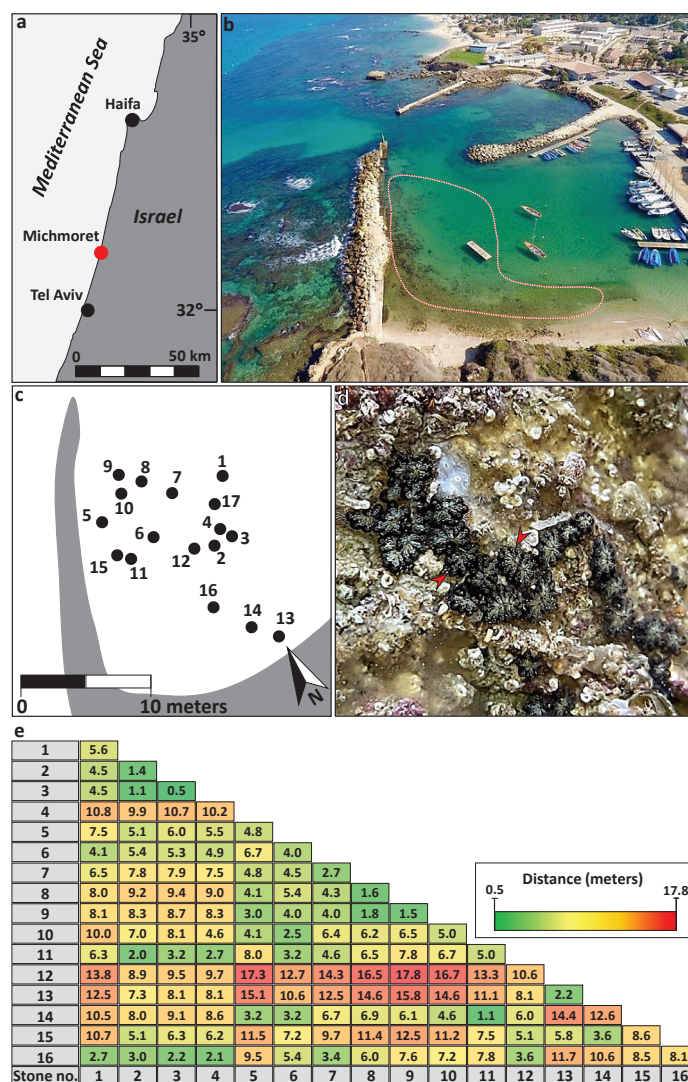 a
35°
Mediterranean Sea
Haifa
Israel
Michmoret
Tel Aviv
32°
0 50 km
b
c
1
9 8 7
10
17
5 4
6 3
12 2
15 11
16
14 13
N
0 10 meters
d
e
1 5.6
2 4.5 1.4
3 4.5 1.1 0.5
4 10.8 9.9 10.7 10.2
5 7.5 5.1 6.0 5.5 4.8
6 4.1 5.4 5.3 4.9 6.7 4.0
7 6.5 7.8 7.9 7.5 4.8 4.5 2.7
8 8.0 9.2 9.4 9.0 4.1 5.4 4.3 1.6
9 8.1 8.3 8.7 8.3 3.0 4.0 4.0 1.8 1.5
10 10.0 7.0 8.1 4.6 4.1 2.5 6.4 6.2 6.5 5.0
11 6.3 2.0 3.2 2.7 8.0 3.2 4.6 6.5 7.8 6.7 5.0
12 13.8 8.9 9.5 9.7 17.3 12.7 14.3 16.5 17.8 16.7 13.3 10.6
13 12.5 7.3 8.1 8.1 15.1 10.6 12.5 14.6 15.8 14.6 11.1 8.1 2.2
14 10.5 8.0 9.1 8.6 3.2 3.2 6.7 6.9 6.1 4.6 1.1 6.0 14.4 12.6
15 10.7 5.1 6.3 6.2 11.5 7.2 9.7 11.4 12.5 11.2 7.5 5.1 5.8 3.6 8.6
16 2.7 3.0 2.2 2.1 9.5 5.4 3.4 6.0 7.6 7.2 7.8 3.6 11.7 10.6 8.5 8.1
Stone no. 1 2 3 4 5 6 7 8 9 10 11 12 13 14 15 16
Distance (meters)
0.5 17.8